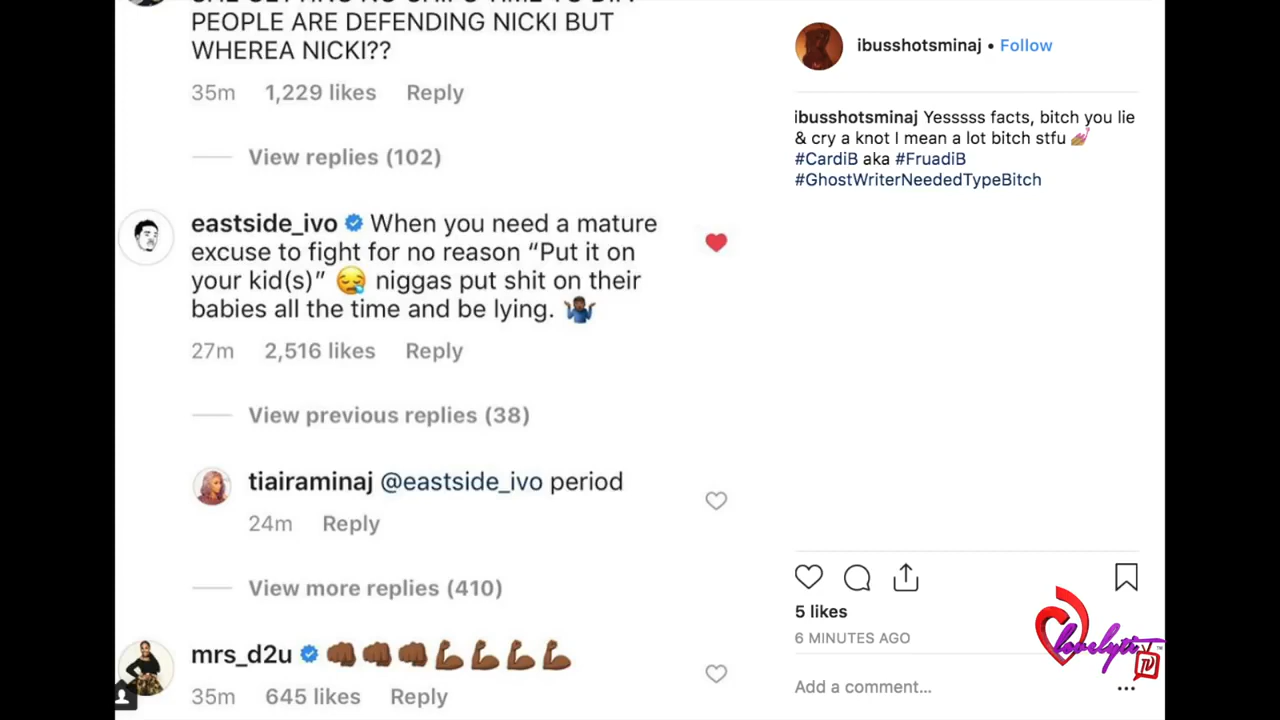 PEOPLE ARE DEFENDING NICKI BUT
WHEREA NICKI??
35m 1,229 likes Reply
View replies (102)
eastside_ivo When you need a mature
excuse to fight for no reason “Put it on
your kid(s)” 😪 niggas put shit on their
babies all the time and be lying. 🤷🏾‍♂️
27m 2,516 likes Reply
View previous replies (38)
tiairaminaj @eastside_ivo period
24m Reply
View more replies (410)
mrs_d2u 👊🏾👊🏾👊🏾💪🏾💪🏾💪🏾💪🏾
35m 645 likes Reply
ibusshotsminaj • Follow
ibusshotsminaj Yesssss facts, bitch you lie
& cry a knot I mean a lot bitch stfu 💅🏽
#CardiB aka #FruadiB
#GhostWriterNeededTypeBitch
5 likes
6 MINUTES AGO
Add a comment...
lovelyti
TV